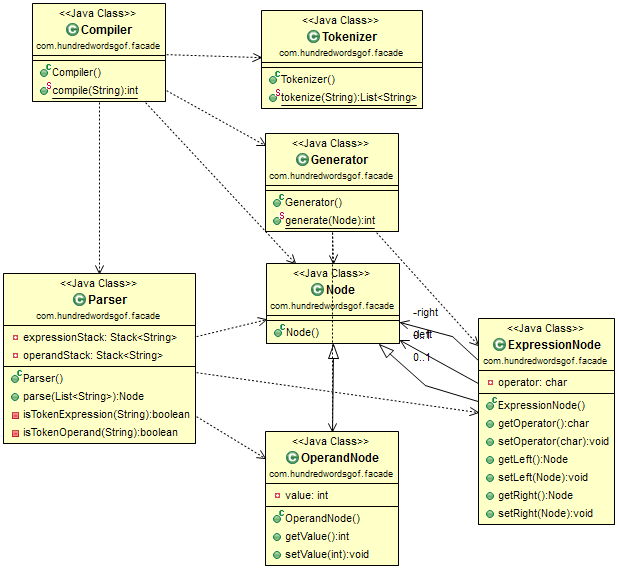 <<Java Class>>
Compiler
com.hundredwordsgof.facade
Compiler()
compile(String):int
<<Java Class>>
Tokenizer
com.hundredwordsgof.facade
Tokenizer()
tokenize(String):List<String>
<<Java Class>>
Generator
com.hundredwordsgof.facade
Generator()
generate(Node):int
<<Java Class>>
Parser
com.hundredwordsgof.facade
expressionStack: Stack<String>
operandStack: Stack<String>
Parser()
parse(List<String>):Node
isTokenExpression(String):boolean
isTokenOperand(String):boolean
<<Java Class>>
Node
com.hundredwordsgof.facade
Node()
-right
0..1
<<Java Class>>
ExpressionNode
com.hundredwordsgof.facade
operator: char
ExpressionNode()
getOperator():char
setOperator(char):void
getLeft():Node
setLeft(Node):void
getRight():Node
setRight(Node):void
<<Java Class>>
OperandNode
com.hundredwordsgof.facade
value: int
OperandNode()
getValue():int
setValue(int):void